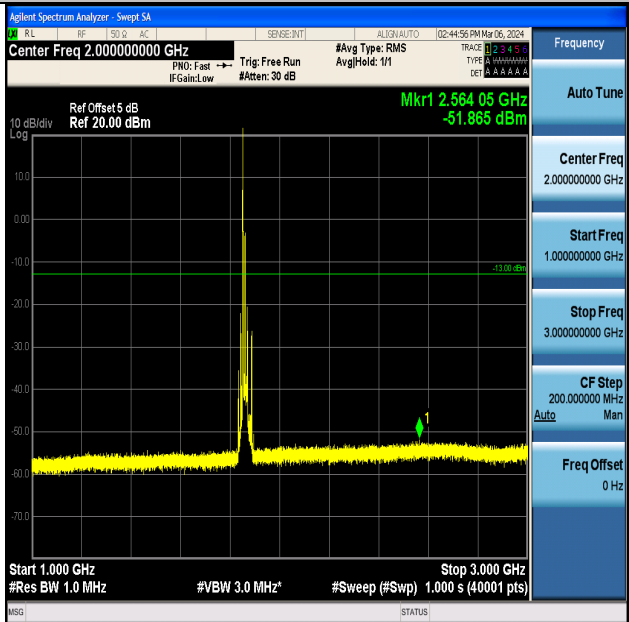 Agilent Spectrum Analyzer - Swept SA
RL RF 50 Ω AC SENSE:INT ALIGN AUTO 02:44:56 PM Mar 06, 2024
Center Freq 2.000000000 GHz
#Avg Type: RMS
TRACE 1 2 3 4 5 6
PNO: Fast
Trig: Free Run
Avg|Hold: 1/1
TYPE A
IFGain:Low
#Atten: 30 dB
DET A A A A A A
Ref Offset 5 dB
Mkr1 2.564 05 GHz
10 dB/div Ref 20.00 dBm
-51.865 dBm
Log
10.0
0.00
-10.0
-13.00 dBm
-20.0
-30.0
-40.0
1
-50.0
-60.0
-70.0
Start 1.000 GHz
Stop 3.000 GHz
#Res BW 1.0 MHz #VBW 3.0 MHz* #Sweep (#Swp) 1.000 s (40001 pts)
MSG STATUS
Frequency
Auto Tune
Center Freq
2.000000000 GHz
Start Freq
1.000000000 GHz
Stop Freq
3.000000000 GHz
CF Step
200.000000 MHz
Auto Man
Freq Offset
0 Hz